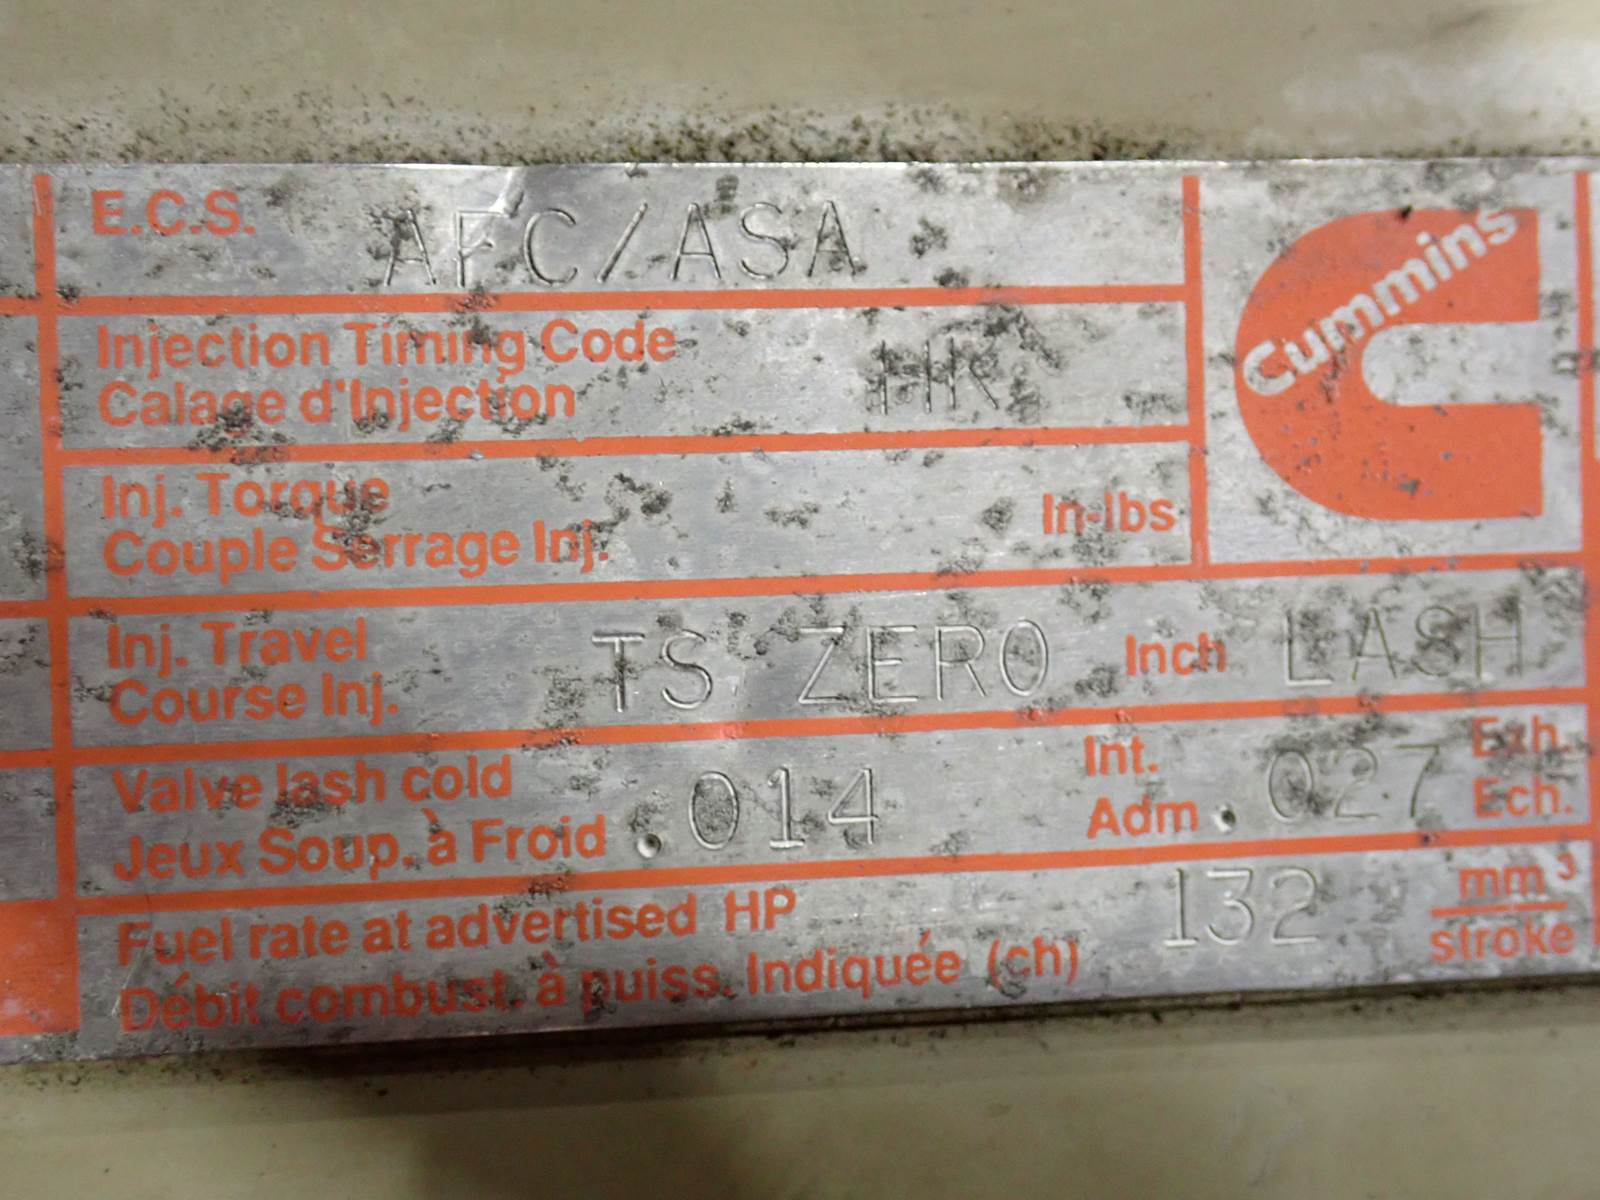 E.C.S. AFC/ASA
Cummins
Injection Timing Code
Calage d'Injection
HK
Inj. Torque
Couple Serrage Inj.
In-lbs
Inj. Travel
Course Inj.
TS ZERO Inch LASH
Valve lash cold
Jeux Soup. à Froid
.014 Int. Adm .027 Exh. Ech.
Fuel rate at advertised HP
Débit combust. à puiss. Indiquée (ch)
132 mm³ stroke